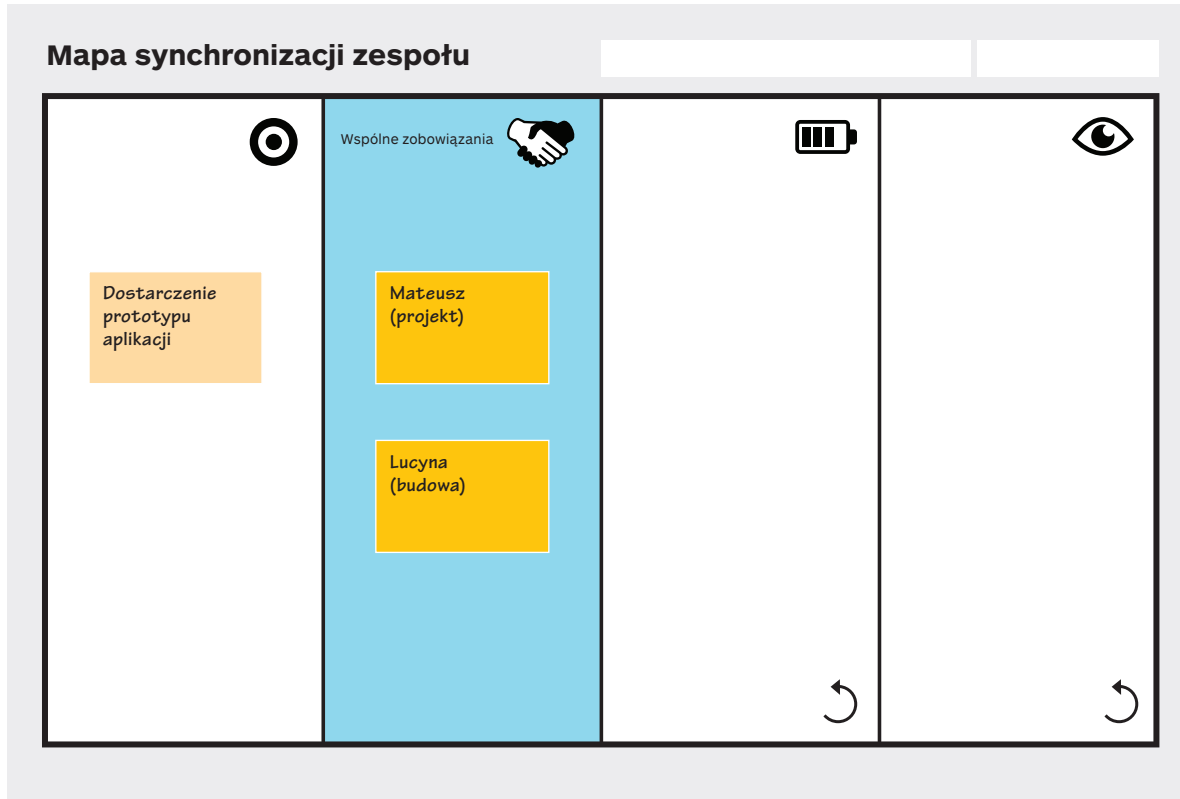 Mapa synchronizacji zespołu
Wspólne zobowiązania
Dostarczenie
prototypu
aplikacji
Mateusz
(projekt)
Lucyna
(budowa)